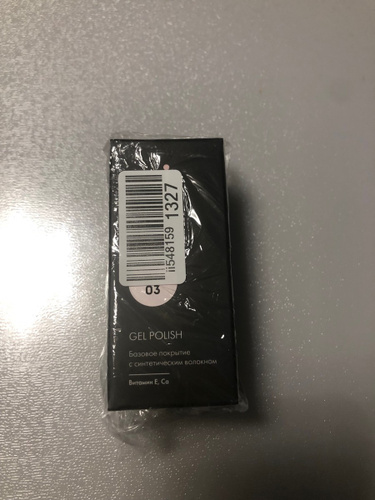 ii548159 1327
03
GEL POLISH
Базовое покрытие
с синтетическим волокном
Витамин E, Ca